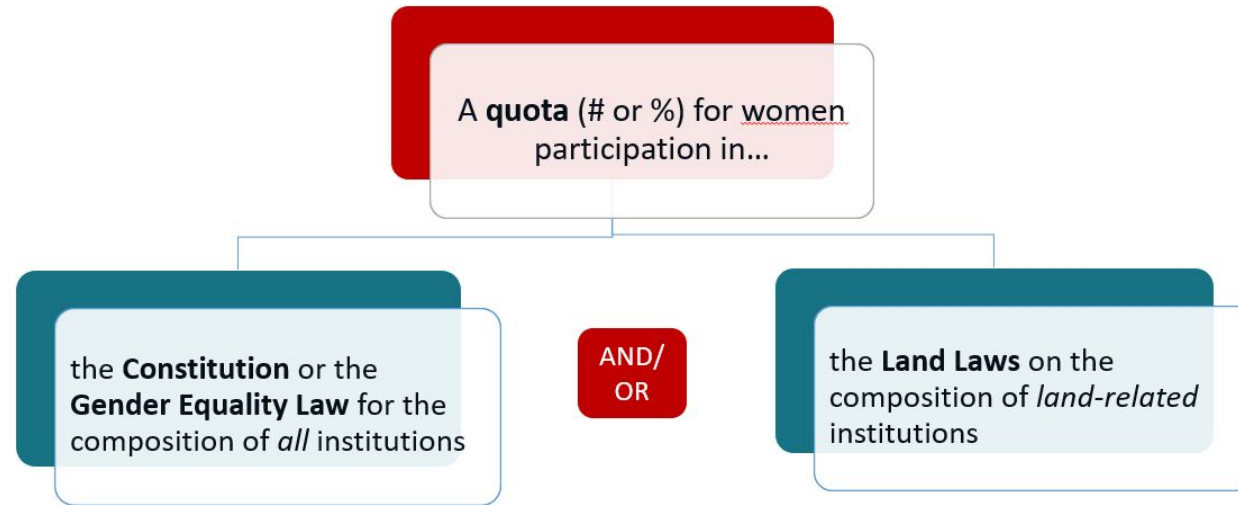 A quota (# or %) for women
participation in...
the Constitution or the
Gender Equality Law for the
composition of all institutions
AND/
OR
the Land Laws on the
composition of land-related
institutions